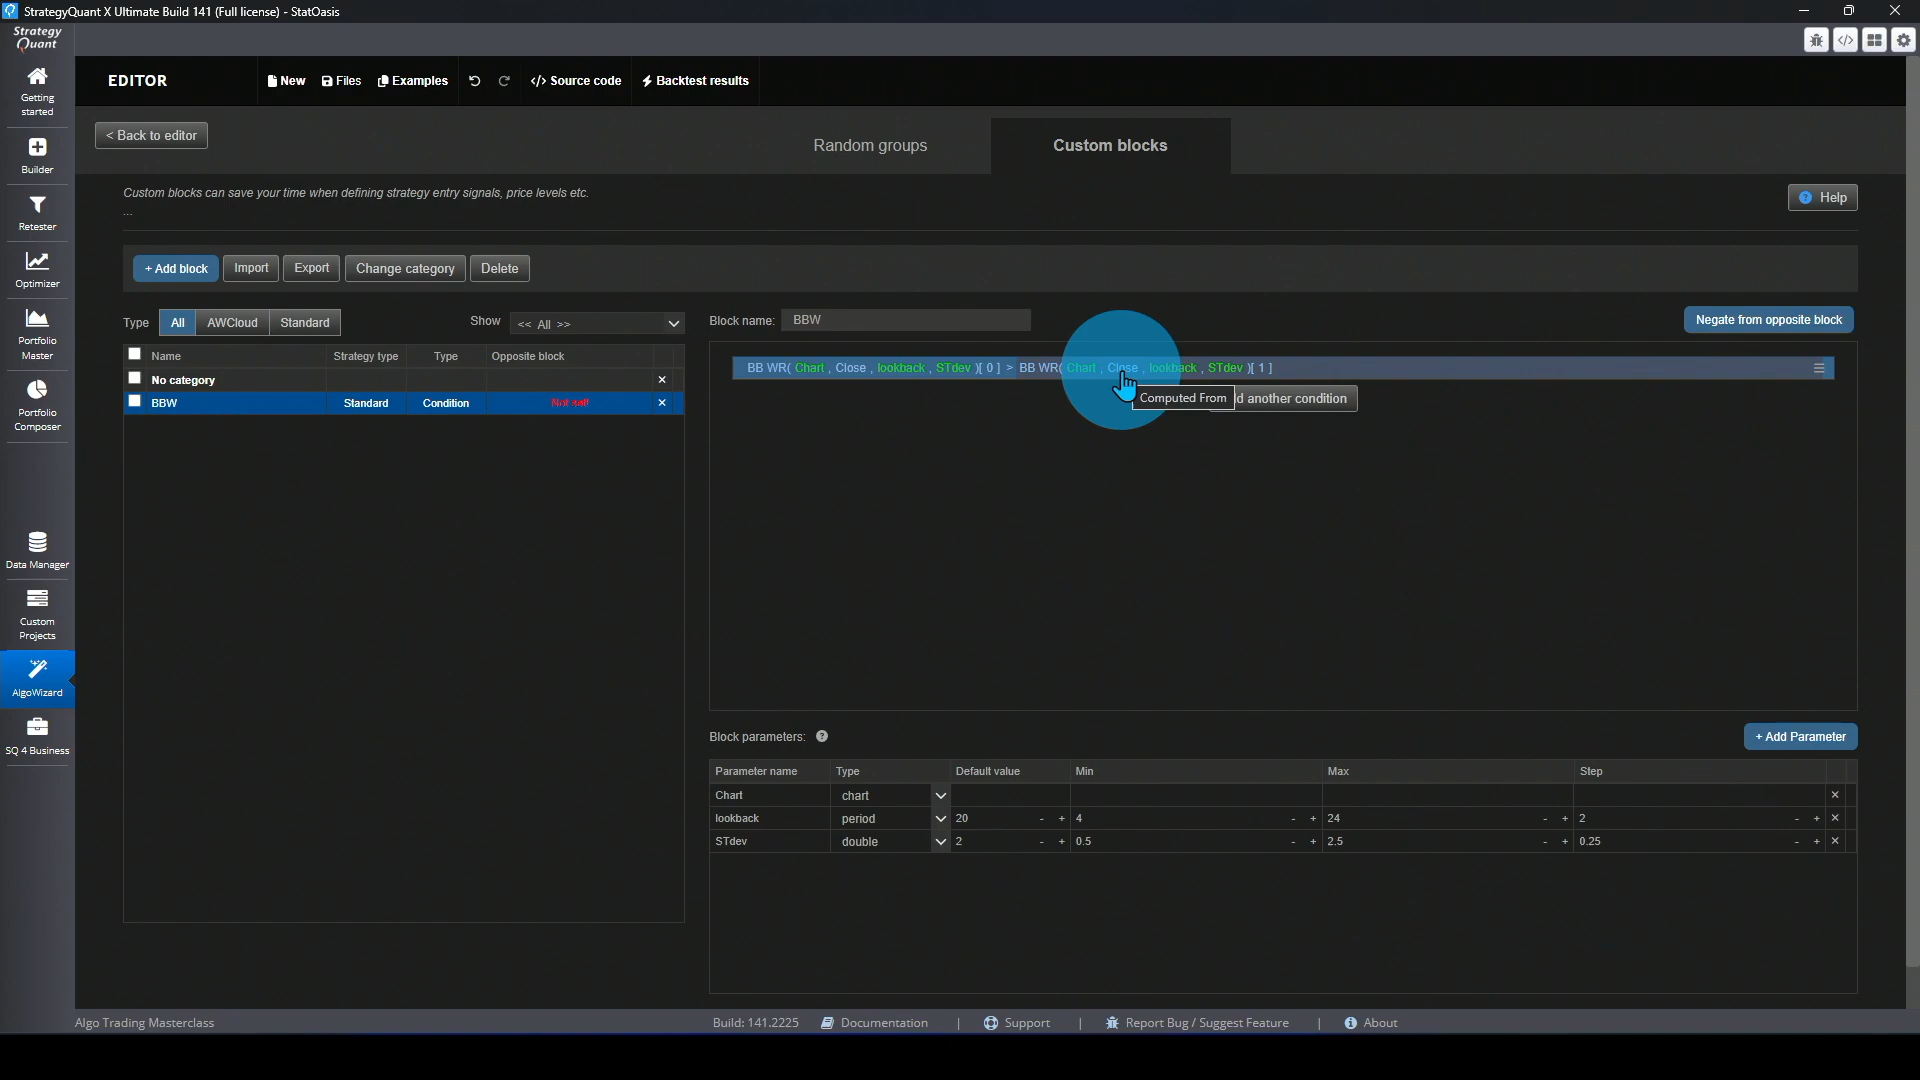 StrategyQuant X Ultimate Build 141 (Full license) - StatOasis
Strategy
Quant
EDITOR
New
Files
Examples
</> Source code
Backtest results
Getting
started
Builder
Retester
Optimizer
Portfolio
Master
Portfolio
Composer
Data Manager
Custom
Projects
AlgoWizard
SQ 4 Business
< Back to editor
Random groups
Custom blocks
Custom blocks can save your time when defining strategy entry signals, price levels etc.
...
? Help
+ Add block
Import
Export
Change category
Delete
Type
All
AWCloud
Standard
Show
<< All >>
Name
Strategy type
Type
Opposite block
No category
BBW
Standard
Condition
Not set!
Block name:
BBW
Negate from opposite block
BB WR( Chart , Close , lookback , STdev )[ 0 ] > BB WR( Chart , Close , lookback , STdev )[ 1 ]
Computed From
d another condition
Block parameters: ?
+ Add Parameter
Parameter name Type Default value Min Max Step
Chart chart
lookback period 20 - + 4 - + 24 - + 2 - +
STdev double 2 - + 0.5 - + 2.5 - + 0.25 - +
Algo Trading Masterclass
Build: 141.2225
Documentation
|
Support
|
Report Bug / Suggest Feature
|
About